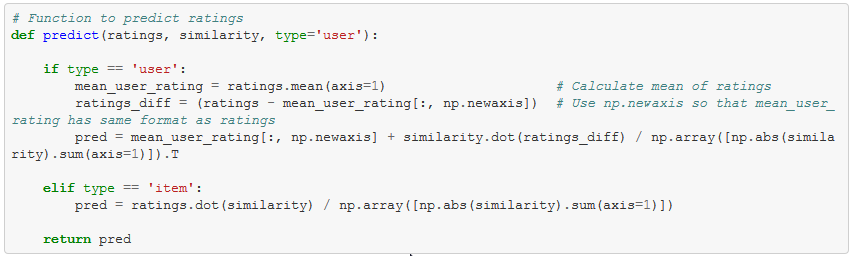 # Function to predict ratings
def predict(ratings, similarity, type='user'):
    if type == 'user':
        mean_user_rating = ratings.mean(axis=1)                     # Calculate mean of ratings
        ratings_diff = (ratings - mean_user_rating[:, np.newaxis])  # Use np.newaxis so that mean_user_
rating has same format as ratings
        pred = mean_user_rating[:, np.newaxis] + similarity.dot(ratings_diff) / np.array([np.abs(simila
rity).sum(axis=1)]).T
    elif type == 'item':
        pred = ratings.dot(similarity) / np.array([np.abs(similarity).sum(axis=1)])
    return pred